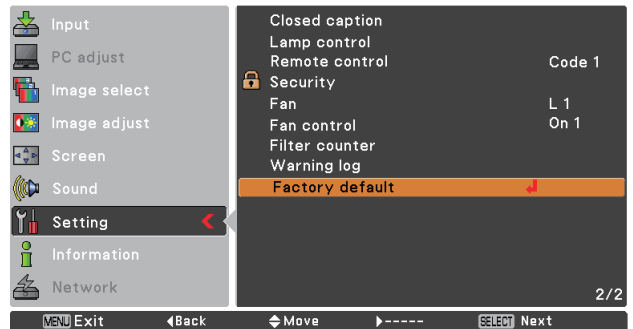 Input
PC adjust
Image select
Image adjust
Screen
Sound
Setting
Information
Network
Closed caption
Lamp control
Remote control Code 1
Security
Fan L 1
Fan control On 1
Filter counter
Warning log
Factory default
2/2
MENU Exit ◀Back ◆Move ▶----- SELECT Next